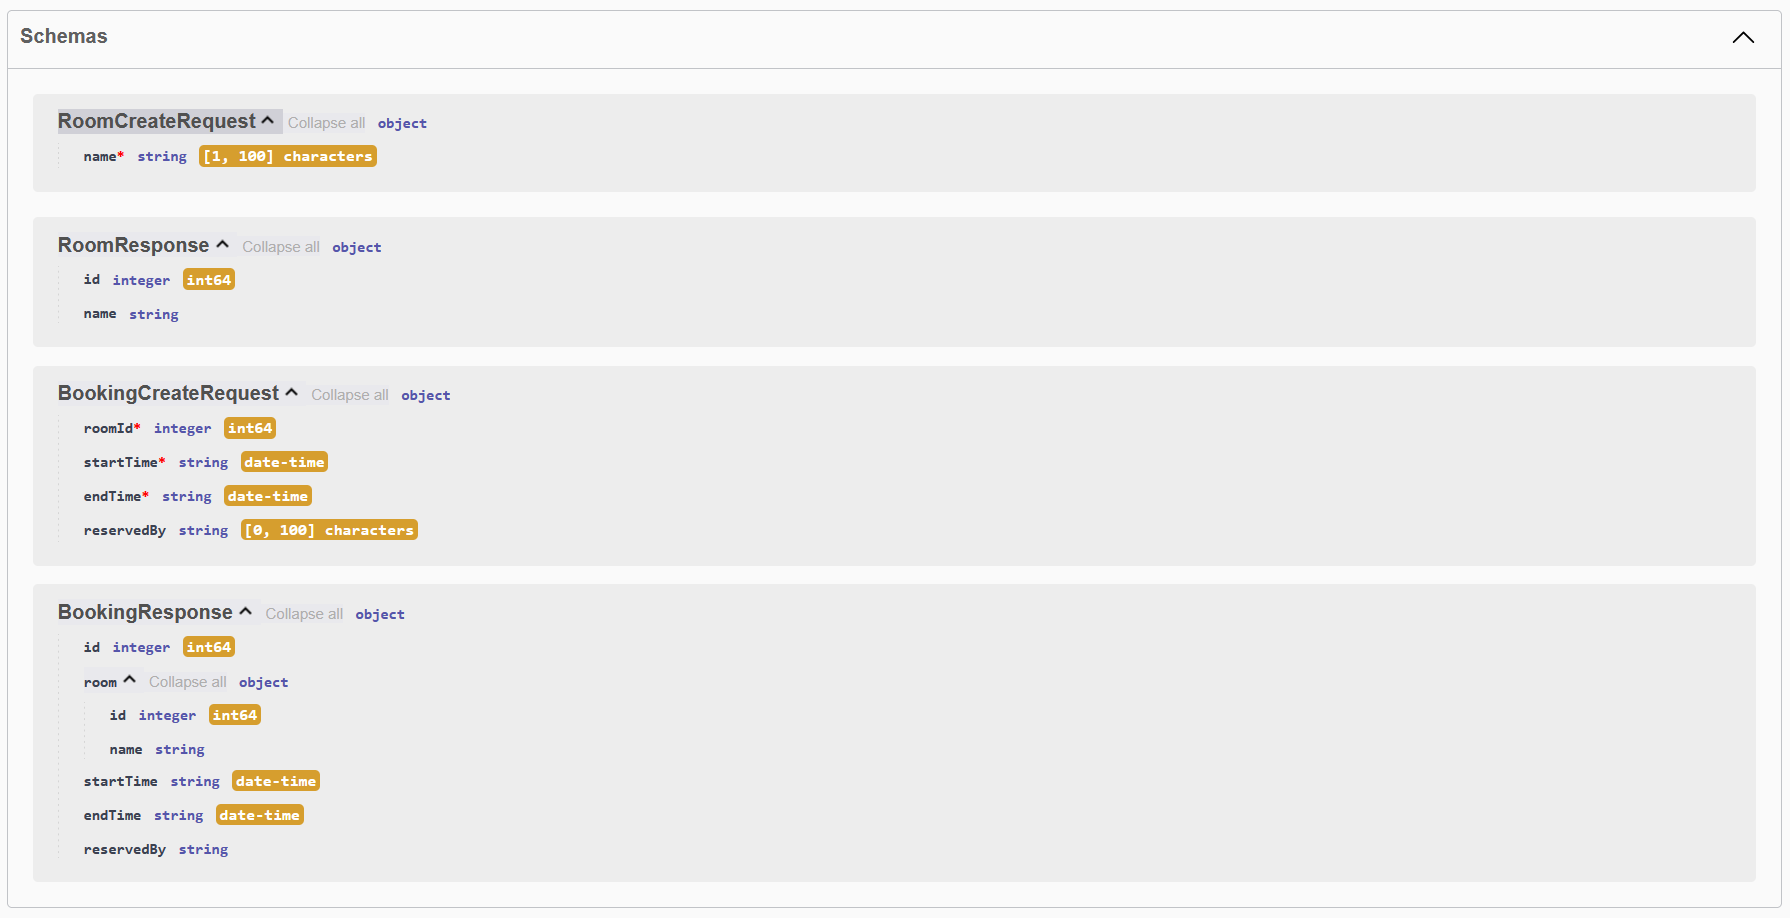 Schemas
RoomCreateRequest Collapse all object
name* string [1, 100] characters
RoomResponse Collapse all object
id integer int64
name string
BookingCreateRequest Collapse all object
roomId* integer int64
startTime* string date-time
endTime* string date-time
reservedBy string [0, 100] characters
BookingResponse Collapse all object
id integer int64
room Collapse all object
id integer int64
name string
startTime string date-time
endTime string date-time
reservedBy string